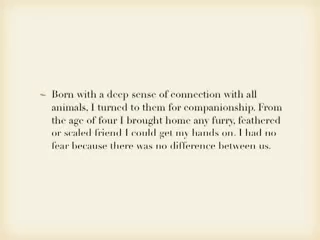 Born with a deep sense of connection with all
animals, I turned to them for companionship. From
the age of four I brought home any furry, feathered
or scaled friend I could get my hands on. I had no
fear because there was no difference between us.